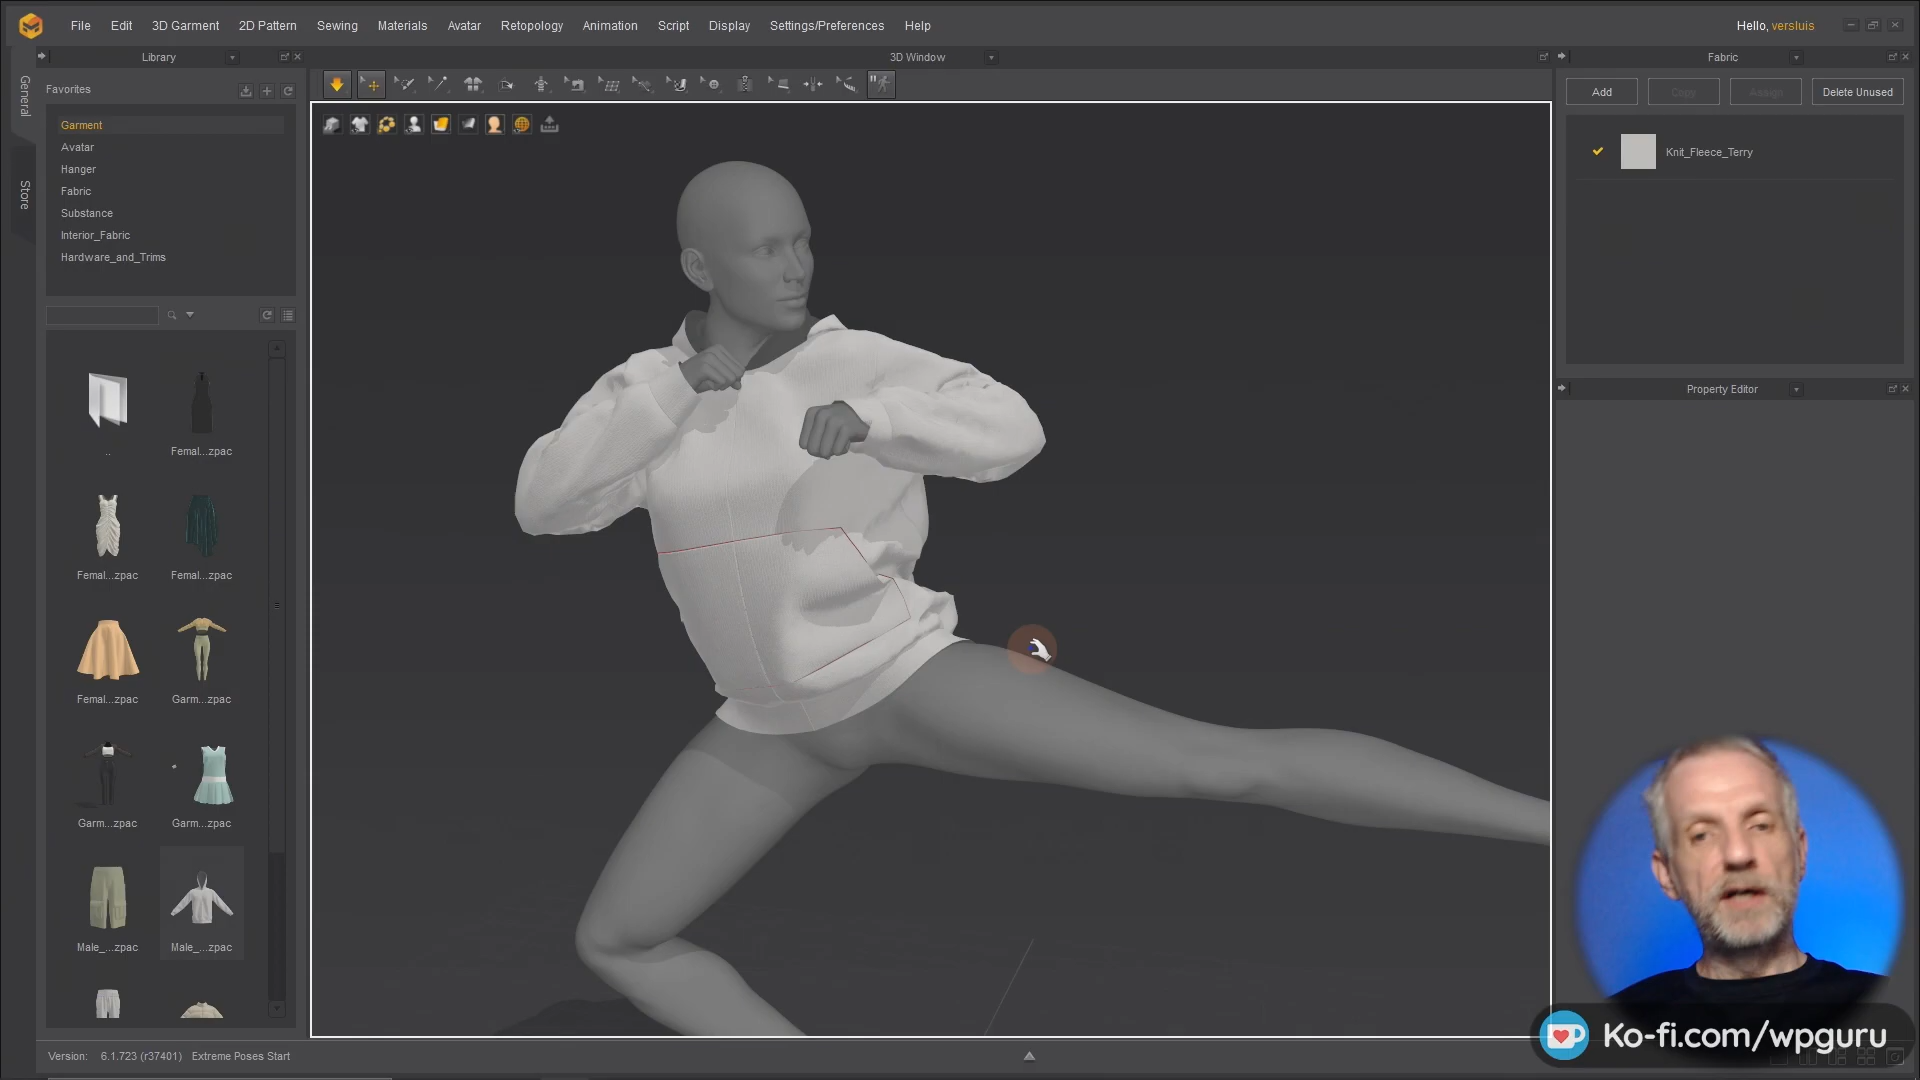 File Edit 3D Garment 2D Pattern Sewing Materials Avatar Retopology Animation Script Display Settings/Preferences Help
Hello, versluis
Library
3D Window
Fabric
General
Store
Favorites
Garment
Avatar
Hanger
Fabric
Substance
Interior_Fabric
Hardware_and_Trims
..
Femal...zpac
Femal...zpac
Femal...zpac
Femal...zpac
Garm...zpac
Garm...zpac
Garm...zpac
Male_...zpac
Male_...zpac
Add Copy Assign Delete Unused
Knit_Fleece_Terry
Property Editor
Version: 6.1.723 (r37401) Extreme Poses Start
Ko-fi.com/wpguru